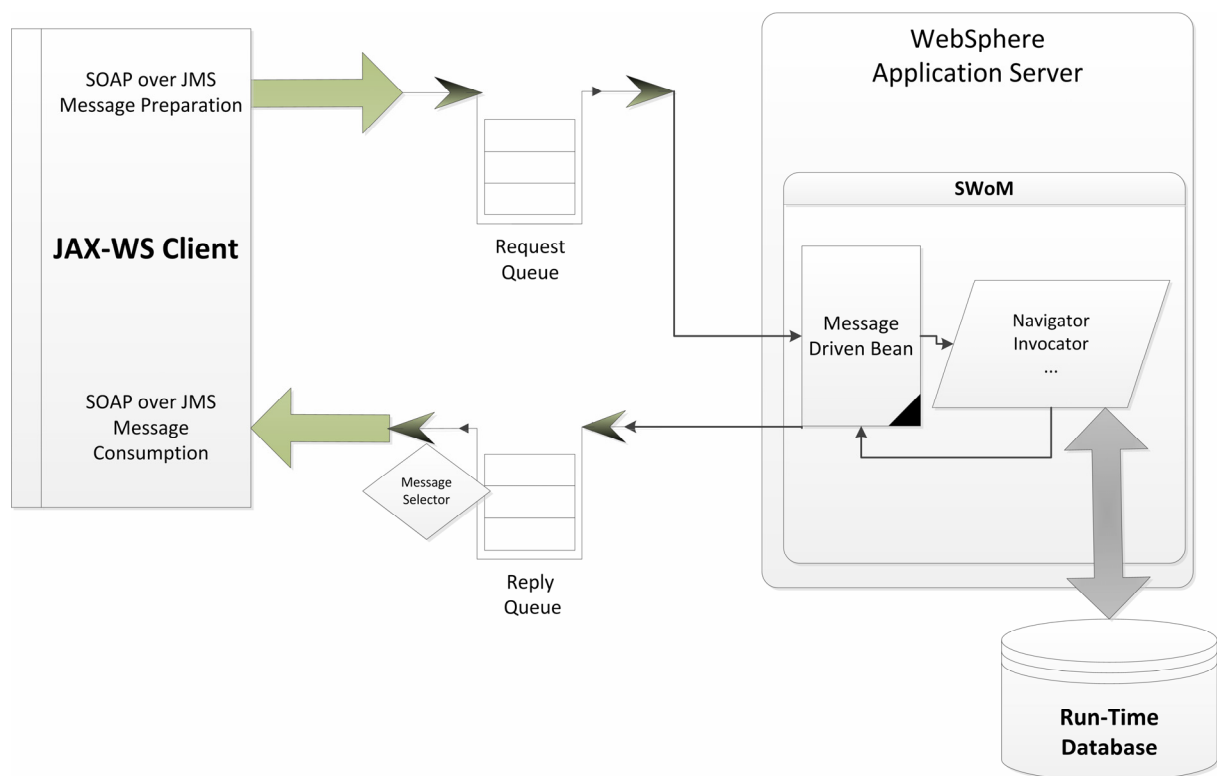 WebSphere
Application Server
SOAP over JMS
Message Preparation
JAX-WS Client
Request
Queue
SWoM
Message
Driven Bean
Navigator
Invocator
...
SOAP over JMS
Message
Consumption
Message
Selector
Reply
Queue
Run-Time
Database